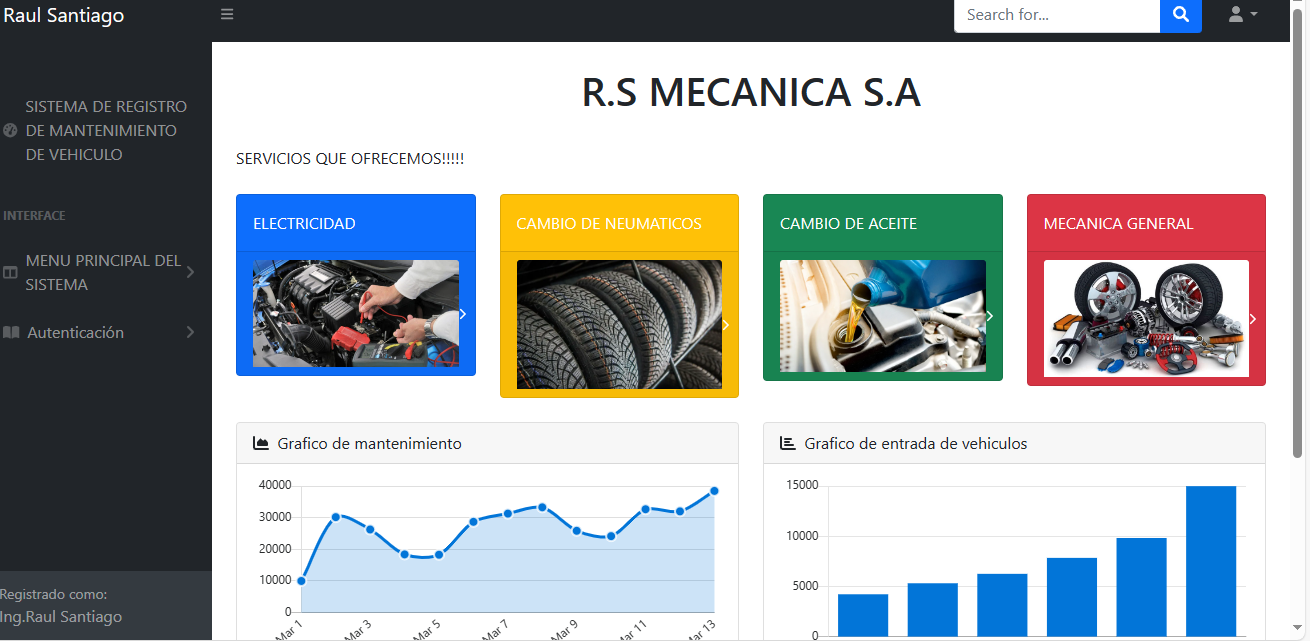 Raul Santiago
Search for...
SISTEMA DE REGISTRO
DE MANTENIMIENTO
DE VEHICULO
INTERFACE
MENU PRINCIPAL DEL
SISTEMA
Autenticación
Registrado como:
Ing.Raul Santiago
R.S MECANICA S.A
SERVICIOS QUE OFRECEMOS!!!!!
ELECTRICIDAD
CAMBIO DE NEUMATICOS
CAMBIO DE ACEITE
MECANICA GENERAL
Grafico de mantenimiento
40000
30000
20000
10000
0
Mar 1
Mar 3
Mar 5
Mar 7
Mar 9
Mar 11
Mar 13
Grafico de entrada de vehiculos
15000
10000
5000
0